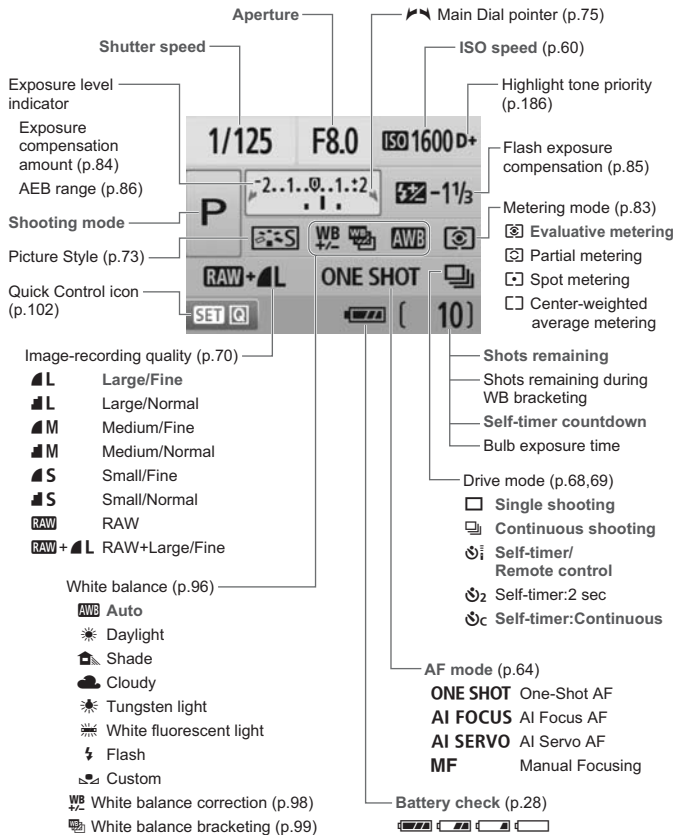 Aperture
Main Dial pointer (p.75)
Shutter speed
ISO speed (p.60)
Exposure level
indicator
Exposure
compensation
amount (p.84)
AEB range (p.86)
Shooting mode
Picture Style (p.73)
Quick Control icon
(p.102)
Highlight tone priority
(p.186)
Flash exposure
compensation (p.85)
Metering mode (p.83)
Evaluative metering
Partial metering
Spot metering
Center-weighted
average metering
1/125 F8.0 ISO 1600 D+
-2..1..0..1..+2
-1 1/3
P
S WB +/- WB AWB
RAW+ L ONE SHOT
SET Q [ 10]
Image-recording quality (p.70)
L Large/Fine
L Large/Normal
M Medium/Fine
M Medium/Normal
S Small/Fine
S Small/Normal
RAW RAW
RAW + L RAW+Large/Fine
Shots remaining
Shots remaining during
WB bracketing
Self-timer countdown
Bulb exposure time
Drive mode (p.68,69)
Single shooting
Continuous shooting
i Self-timer/
Remote control
2 Self-timer:2 sec
c Self-timer:Continuous
White balance (p.96)
AWB Auto
Daylight
Shade
Cloudy
Tungsten light
White fluorescent light
Flash
Custom
WB +/- White balance correction (p.98)
WB White balance bracketing (p.99)
AF mode (p.64)
ONE SHOT One-Shot AF
AI FOCUS AI Focus AF
AI SERVO AI Servo AF
MF Manual Focusing
Battery check (p.28)